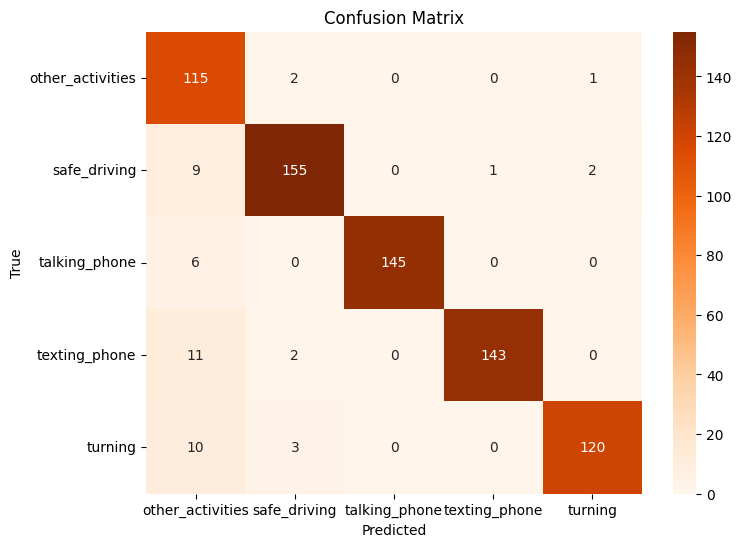 Confusion Matrix
other_activities 115 2 0 0 1
safe_driving 9 155 0 1 2
talking_phone 6 0 145 0 0
texting_phone 11 2 0 143 0
turning 10 3 0 0 120
other_activities safe_driving talking_phone texting_phone turning
Predicted
True
140
120
100
80
60
40
20
0